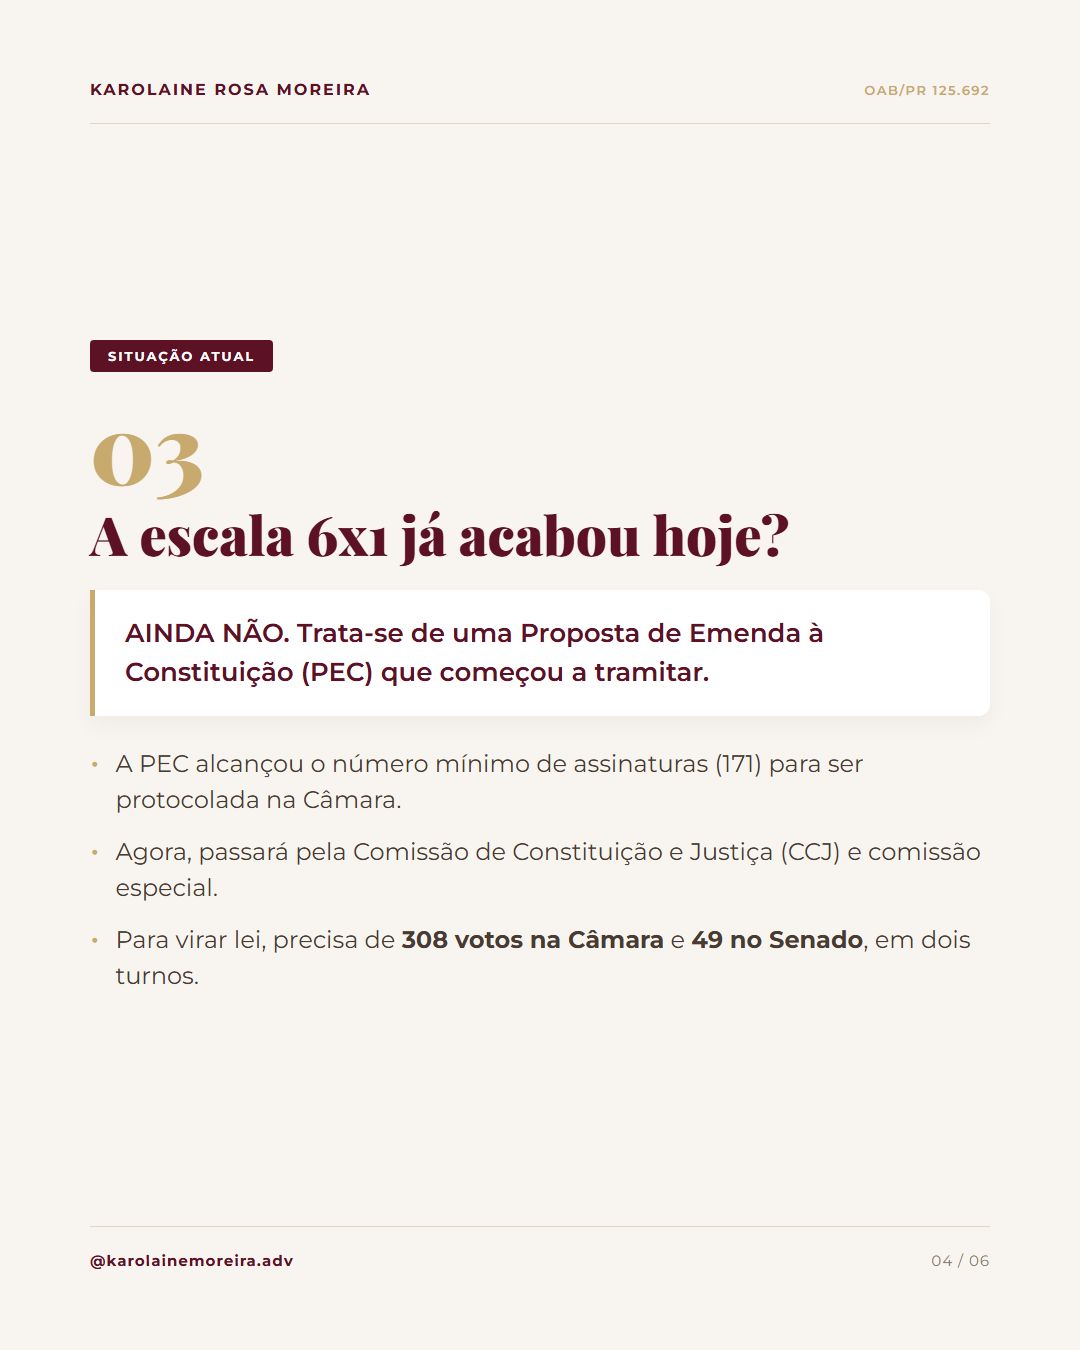 KAROLAINE ROSA MOREIRA
OAB/PR 125.692
SITUAÇÃO ATUAL
03
A escala 6x1 já acabou hoje?
AINDA NÃO. Trata-se de uma Proposta de Emenda à
Constituição (PEC) que começou a tramitar.
• A PEC alcançou o número mínimo de assinaturas (171) para ser
protocolada na Câmara.
• Agora, passará pela Comissão de Constituição e Justiça (CCJ) e comissão
especial.
• Para virar lei, precisa de 308 votos na Câmara e 49 no Senado, em dois
turnos.
@karolainemoreira.adv
04 / 06